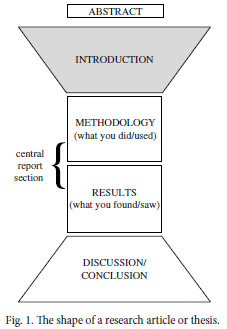 ABSTRACT
INTRODUCTION
METHODOLOGY
(what you did/used)
central
report
section
RESULTS
(what you found/saw)
DISCUSSION/
CONCLUSION
Fig. 1. The shape of a research article or thesis.